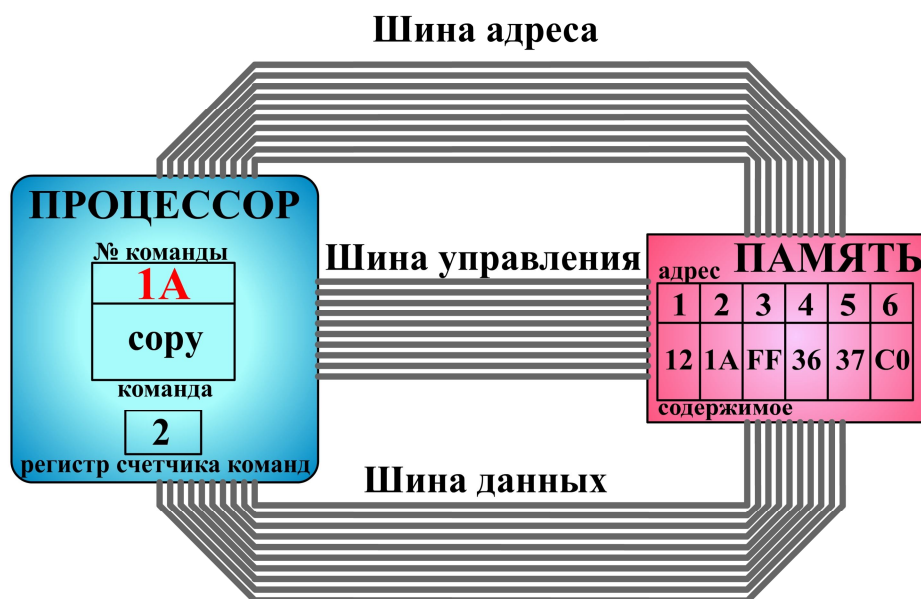 Шина адреса
ПРОЦЕССОР
№ команды
1A
copy
команда
2
регистр счетчика команд
Шина управления
ПАМЯТЬ
адрес
1 2 3 4 5 6
12 1A FF 36 37 C0
содержимое
Шина данных